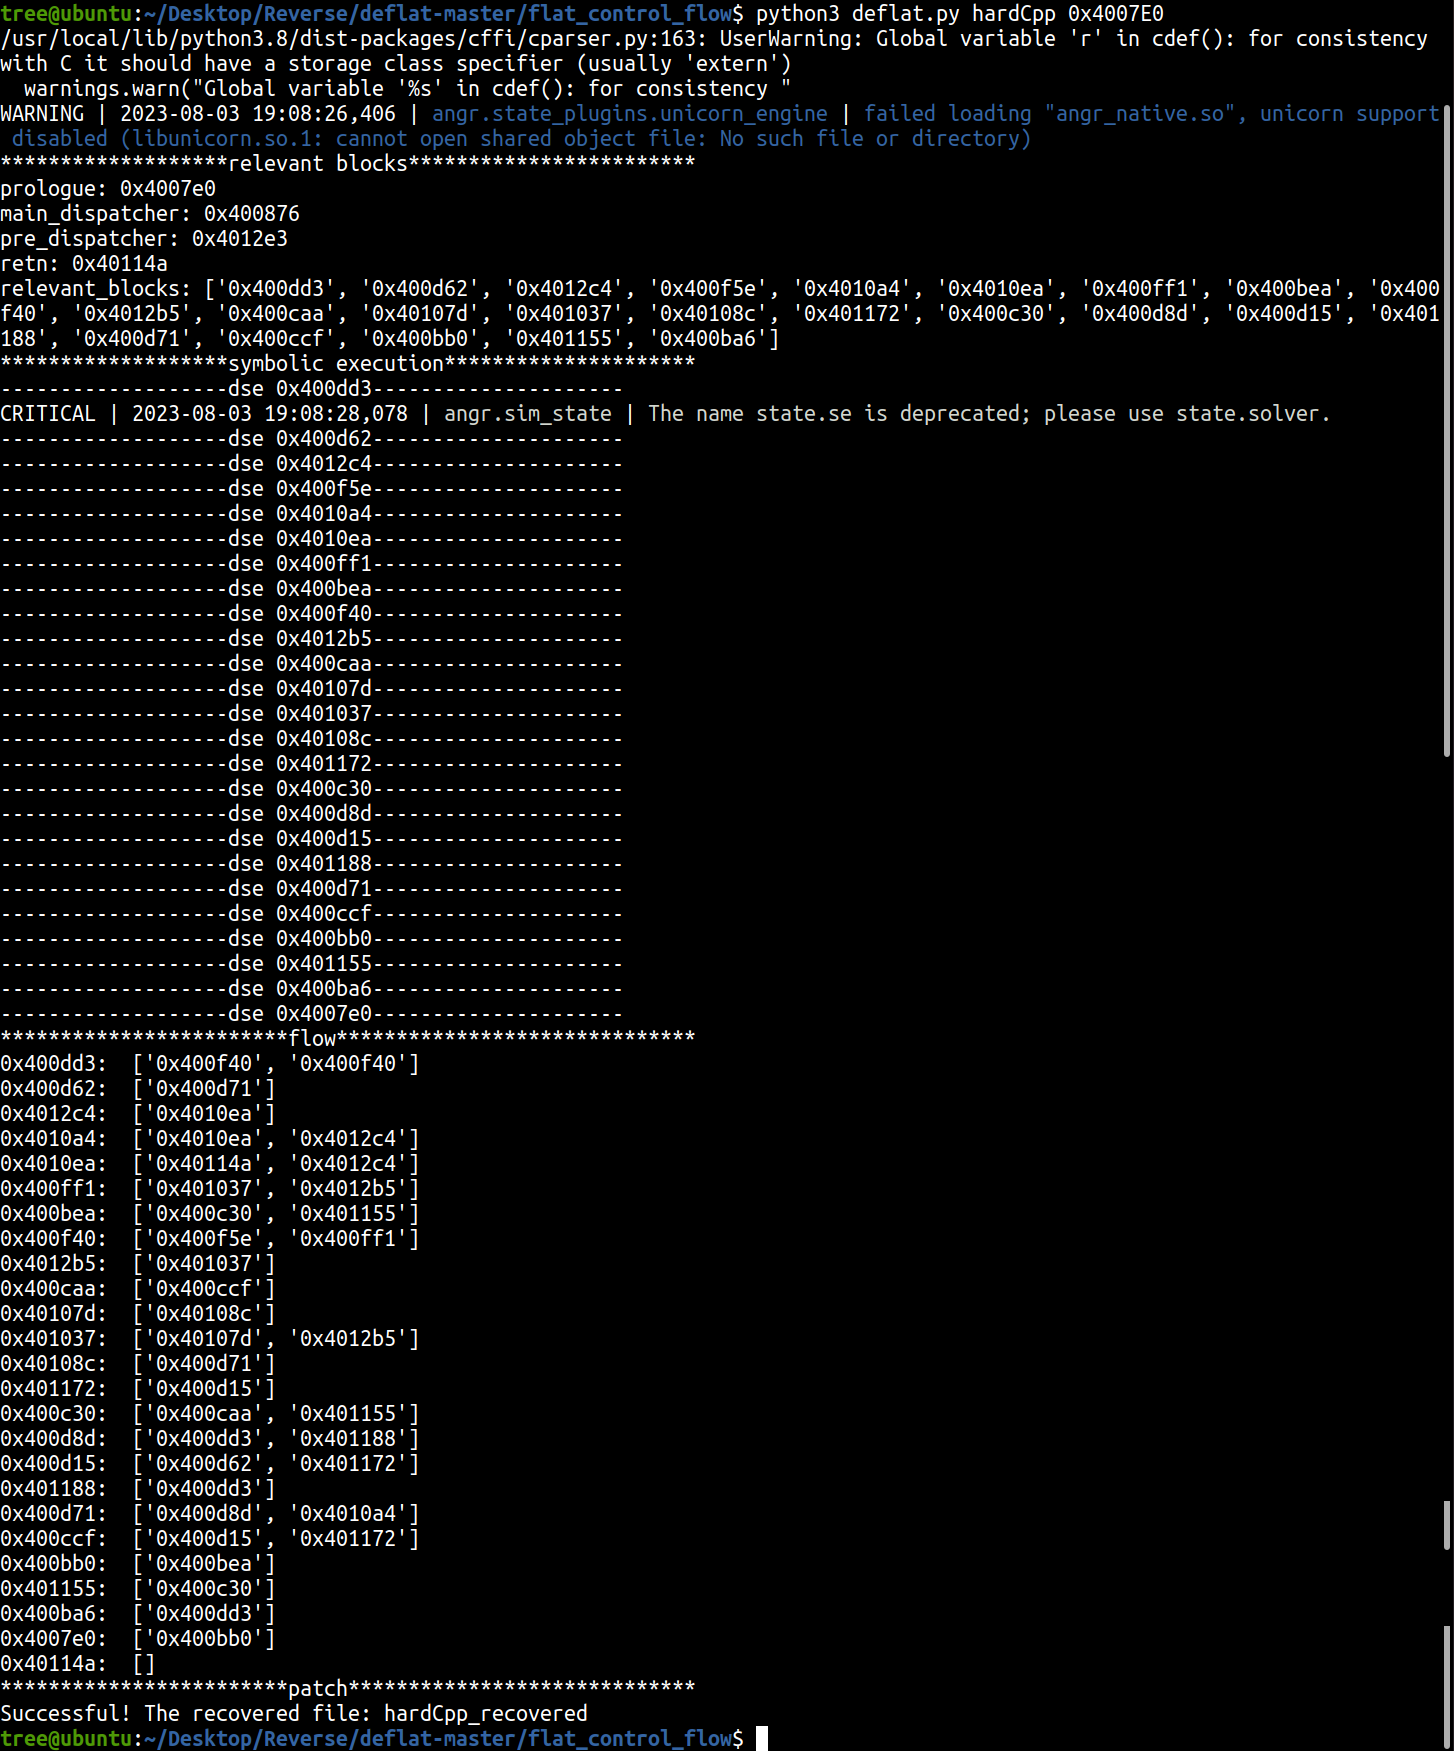 tree@ubuntu:~/Desktop/Reverse/deflat-master/flat_control_flow$ python3 deflat.py hardCpp 0x4007E0
/usr/local/lib/python3.8/dist-packages/cffi/cparser.py:163: UserWarning: Global variable 'r' in cdef(): for consistency
with C it should have a storage class specifier (usually 'extern')
  warnings.warn("Global variable '%s' in cdef(): for consistency "
WARNING | 2023-08-03 19:08:26,406 | angr.state_plugins.unicorn_engine | failed loading "angr_native.so", unicorn support
 disabled (libunicorn.so.1: cannot open shared object file: No such file or directory)
*******************relevant blocks************************
prologue: 0x4007e0
main_dispatcher: 0x400876
pre_dispatcher: 0x4012e3
retn: 0x40114a
relevant_blocks: ['0x400dd3', '0x400d62', '0x4012c4', '0x400f5e', '0x4010a4', '0x4010ea', '0x400ff1', '0x400bea', '0x400
f40', '0x4012b5', '0x400caa', '0x40107d', '0x401037', '0x40108c', '0x401172', '0x400c30', '0x400d8d', '0x400d15', '0x401
188', '0x400d71', '0x400ccf', '0x400bb0', '0x401155', '0x400ba6']
*******************symbolic execution*********************
-------------------dse 0x400dd3---------------------
CRITICAL | 2023-08-03 19:08:28,078 | angr.sim_state | The name state.se is deprecated; please use state.solver.
-------------------dse 0x400d62---------------------
-------------------dse 0x4012c4---------------------
-------------------dse 0x400f5e---------------------
-------------------dse 0x4010a4---------------------
-------------------dse 0x4010ea---------------------
-------------------dse 0x400ff1---------------------
-------------------dse 0x400bea---------------------
-------------------dse 0x400f40---------------------
-------------------dse 0x4012b5---------------------
-------------------dse 0x400caa---------------------
-------------------dse 0x40107d---------------------
-------------------dse 0x401037---------------------
-------------------dse 0x40108c---------------------
-------------------dse 0x401172---------------------
-------------------dse 0x400c30---------------------
-------------------dse 0x400d8d---------------------
-------------------dse 0x400d15---------------------
-------------------dse 0x401188---------------------
-------------------dse 0x400d71---------------------
-------------------dse 0x400ccf---------------------
-------------------dse 0x400bb0---------------------
-------------------dse 0x401155---------------------
-------------------dse 0x400ba6---------------------
-------------------dse 0x4007e0---------------------
************************flow******************************
0x400dd3:  ['0x400f40', '0x400f40']
0x400d62:  ['0x400d71']
0x4012c4:  ['0x4010ea']
0x4010a4:  ['0x4010ea', '0x4012c4']
0x4010ea:  ['0x40114a', '0x4012c4']
0x400ff1:  ['0x401037', '0x4012b5']
0x400bea:  ['0x400c30', '0x401155']
0x400f40:  ['0x400f5e', '0x400ff1']
0x4012b5:  ['0x401037']
0x400caa:  ['0x400ccf']
0x40107d:  ['0x40108c']
0x401037:  ['0x40107d', '0x4012b5']
0x40108c:  ['0x400d71']
0x401172:  ['0x400d15']
0x400c30:  ['0x400caa', '0x401155']
0x400d8d:  ['0x400dd3', '0x401188']
0x400d15:  ['0x400d62', '0x401172']
0x401188:  ['0x400dd3']
0x400d71:  ['0x400d8d', '0x4010a4']
0x400ccf:  ['0x400d15', '0x401172']
0x400bb0:  ['0x400bea']
0x401155:  ['0x400c30']
0x400ba6:  ['0x400dd3']
0x4007e0:  ['0x400bb0']
0x40114a:  []
************************patch*****************************
Successful! The recovered file: hardCpp_recovered
tree@ubuntu:~/Desktop/Reverse/deflat-master/flat_control_flow$